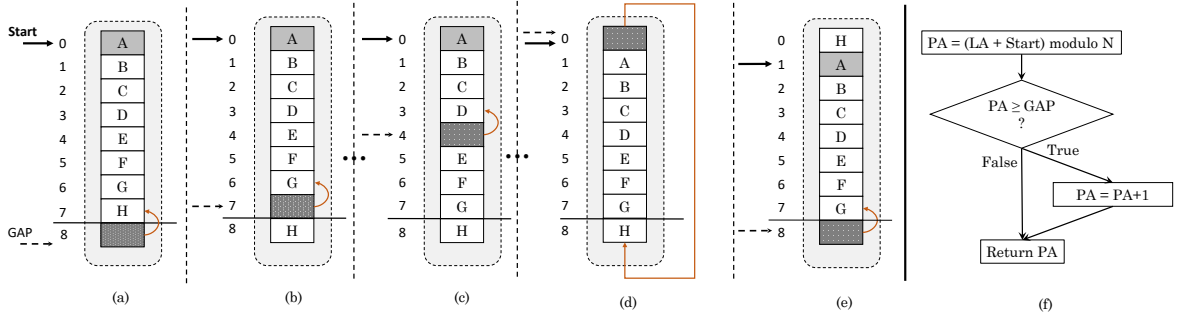 Start
0 A
1 B
2 C
3 D
4 E
5 F
6 G
7 H
GAP 8
(a)
0 A
1 B
2 C
3 D
4 E
5 F
6 G
7
8 H
(b)
0 A
1 B
2 C
3 D
4
5 E
6 F
7 G
8 H
(c)
0
1 A
2 B
3 C
4 D
5 E
6 F
7 G
8 H
(d)
0 H
1 A
2 B
3 C
4 D
5 E
6 F
7 G
8
(e)
PA = (LA + Start) modulo N
PA ≥ GAP
?
False True
PA = PA+1
Return PA
(f)